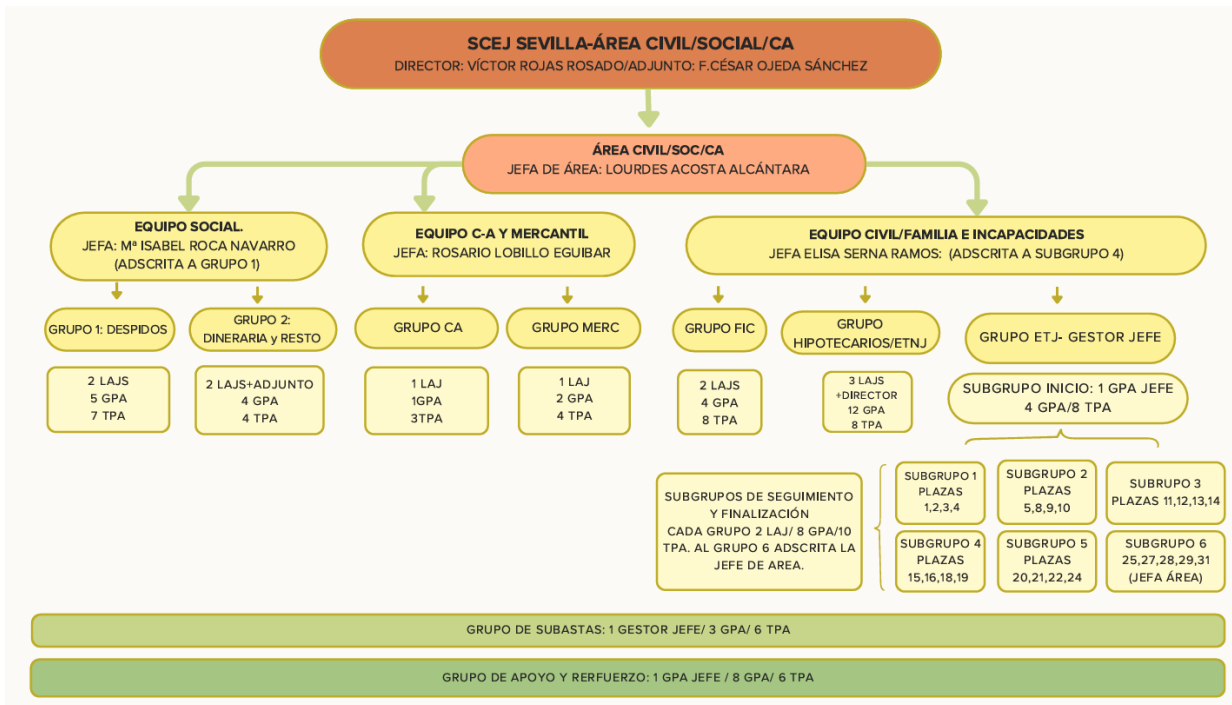 SCEJ SEVILLA-ÁREA CIVIL/SOCIAL/CA
DIRECTOR: VÍCTOR ROJAS ROSADO/ADJUNTO: F.CÉSAR OJEDA SÁNCHEZ
ÁREA CIVIL/SOC/CA
JEFA DE ÁREA: LOURDES ACOSTA ALCÁNTARA
EQUIPO SOCIAL.
JEFA: Mª ISABEL ROCA NAVARRO
(ADSCRITA A GRUPO 1)
EQUIPO C-A Y MERCANTIL
JEFA: ROSARIO LOBILLO EGUIBAR
EQUIPO CIVIL/FAMILIA E INCAPACIDADES
JEFA ELISA SERNA RAMOS: (ADSCRITA A SUBGRUPO 4)
GRUPO 1: DESPIDOS
GRUPO 2:
DINERARIA y RESTO
GRUPO CA
GRUPO MERC
GRUPO FIC
GRUPO
HIPOTECARIOS/ETNJ
GRUPO ETJ- GESTOR JEFE
2 LAJS
5 GPA
7 TPA
2 LAJS+ADJUNTO
4 GPA
4 TPA
1 LAJ
1GPA
3TPA
1 LAJ
2 GPA
4 TPA
2 LAJS
4 GPA
8 TPA
3 LAJS
+DIRECTOR
12 GPA
8 TPA
SUBGRUPO INICIO: 1 GPA JEFE
4 GPA/8 TPA
SUBGRUPOS DE SEGUIMIENTO
Y FINALIZACIÓN
CADA GRUPO 2 LAJ/ 8 GPA/10
TPA. AL GRUPO 6 ADSCRITA LA
JEFE DE AREA.
SUBGRUPO 1
PLAZAS
1,2,3,4
SUBGRUPO 2
PLAZAS
5,8,9,10
SUBRUPO 3
PLAZAS 11,12,13,14
SUBGRUPO 4
PLAZAS
15,16,18,19
SUBGRUPO 5
PLAZAS
20,21,22,24
SUBGRUPO 6
25,27,28,29,31
(JEFA ÁREA)
GRUPO DE SUBASTAS: 1 GESTOR JEFE/ 3 GPA/ 6 TPA
GRUPO DE APOYO Y RERFUERZO: 1 GPA JEFE / 8 GPA/ 6 TPA